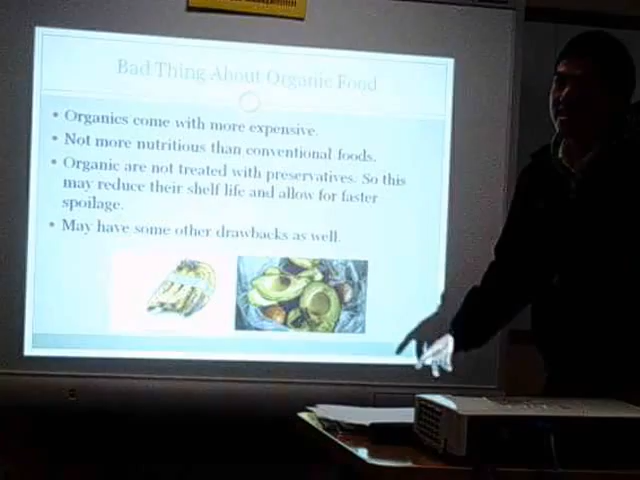 Bad Thing About Organic Food
• Organics come with more expensive.
• Not more nutritious than conventional foods.
• Organic are not treated with preservatives. So this
may reduce their shelf life and allow for faster
spoilage.
• May have some other drawbacks as well.